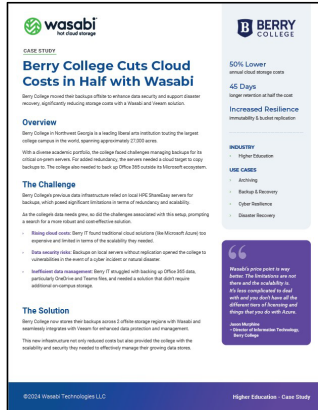 wasabi
hot cloud storage
BERRY
COLLEGE
CASE STUDY
Berry College Cuts Cloud
Costs in Half with Wasabi
Berry College moved their backups offsite to enhance data security and support disaster
recovery, significantly reducing storage costs with a Wasabi and Veeam solution.
50% Lower
annual cloud storage costs
45 Days
longer retention at half the cost
Increased Resilience
immutability & bucket replication
Overview
Berry College in Northwest Georgia is a leading liberal arts institution touting the largest
college campus in the world, spanning approximately 27,000 acres.
With a diverse academic portfolio, the college faced challenges managing backups for its
critical on-prem servers. For added redundancy, the servers needed a cloud target to copy
backups to. The college also needed to back up Office 365 outside its Microsoft ecosystem.
INDUSTRY
Higher Education
USE CASES
Archiving
Backup & Recovery
Cyber Resilience
Disaster Recovery
The Challenge
Berry College's previous data infrastructure relied on local HPE ShareEasy servers for
backups, which posed significant limitations in terms of redundancy and scalability.
As the college's data needs grew, so did the challenges associated with this setup, prompting
a search for a more robust and cost-effective solution.
Rising cloud costs: Berry IT found traditional cloud solutions (like Microsoft Azure) too
expensive and limited in terms of the scalability they needed.
Data security risks: Backups on local servers without replication opened the college to
vulnerabilities in the event of a cyber incident or natural disaster.
Inefficient data management: Berry IT struggled with backing up Office 365 data,
particularly OneDrive and Teams files, and needed a solution that didn't require
additional on-campus storage.
Wasabi's price point is way
better. The limitations are not
there and the scalability is.
It's less complicated to deal
with and you don't have all the
different tiers of licensing and
things that you do with Azure.
Jason Murphine
– Director of Information Technology,
Berry College
The Solution
Berry College now stores their backups across 2 offsite storage regions with Wasabi and
seamlessly integrates with Veeam for enhanced data protection and management.
This new infrastructure not only reduced costs but also provided the college with the
scalability and security they needed to effectively manage their growing data stores.
©2024 Wasabi Technologies LLC
Higher Education - Case Study